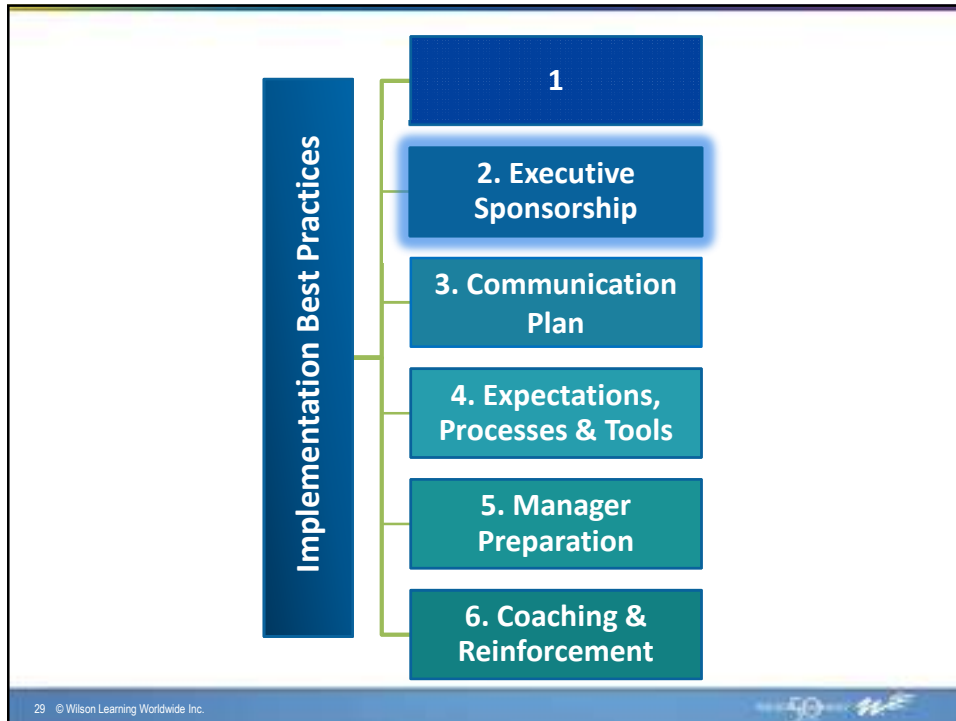 Implementation Best Practices
1
2. Executive
Sponsorship
3. Communication
Plan
4. Expectations,
Processes & Tools
5. Manager
Preparation
6. Coaching &
Reinforcement
29 © Wilson Learning Worldwide Inc.